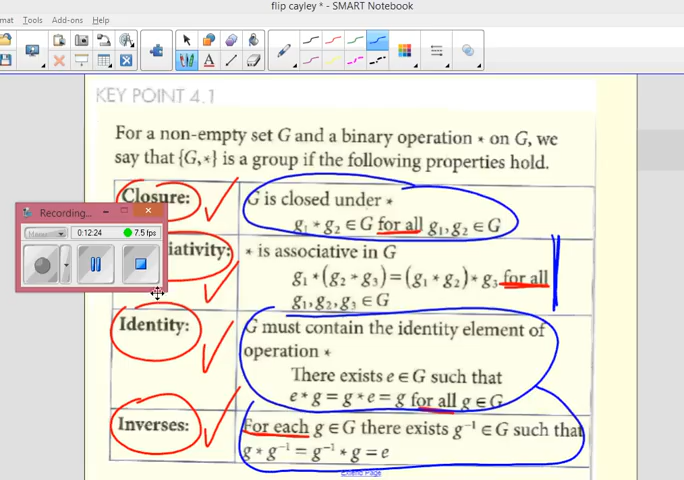 flip cayley * - SMART Notebook
at Tools Add-ons Help
KEY POINT 4.1
For a non-empty set G and a binary operation * on G, we
say that {G,*} is a group if the following properties hold.
Closure:
G is closed under *
g₁ * g₂ ∈ G for all g₁, g₂ ∈ G
Recording...
0:12:24
7.5 fps
iativity:
* is associative in G
g₁ * (g₂ * g₃) = (g₁ * g₂) * g₃ for all
g₁, g₂, g₃ ∈ G
Identity:
G must contain the identity element of
operation *
There exists e ∈ G such that
e * g = g * e = g for all g ∈ G
Inverses:
For each g ∈ G there exists g⁻¹ ∈ G such that
g * g⁻¹ = g⁻¹ * g = e
Extend Page